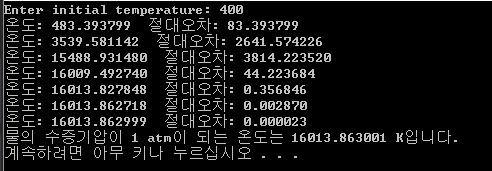 Enter initial temperature: 400
온도: 483.393799  절대오차: 83.393799
온도: 3539.581142  절대오차: 2641.574226
온도: 15488.931480  절대오차: 3814.223520
온도: 16009.492740  절대오차: 44.223684
온도: 16013.827848  절대오차: 0.356846
온도: 16013.862718  절대오차: 0.002870
온도: 16013.862999  절대오차: 0.000023
물의 수증기압이 1 atm이 되는 온도는 16013.863001 K입니다.
계속하려면 아무 키나 누르십시오 . . .